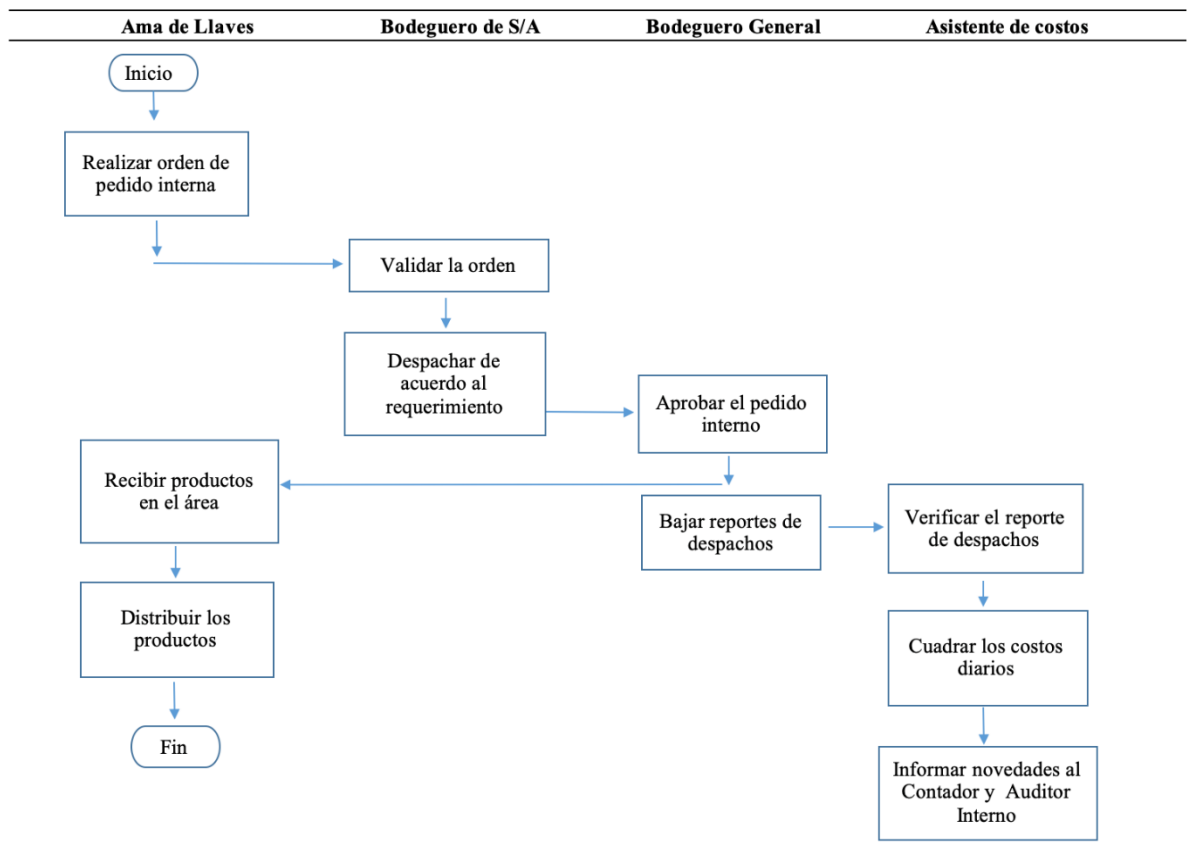 Ama de Llaves Bodeguero de S/A Bodeguero General Asistente de costos
Inicio
Realizar orden de
pedido interna
Validar la orden
Despachar de
acuerdo al
requerimiento
Aprobar el pedido
interno
Recibir productos
en el área
Bajar reportes de
despachos
Verificar el reporte
de despachos
Distribuir los
productos
Cuadrar los costos
diarios
Fin
Informar novedades al
Contador y Auditor
Interno